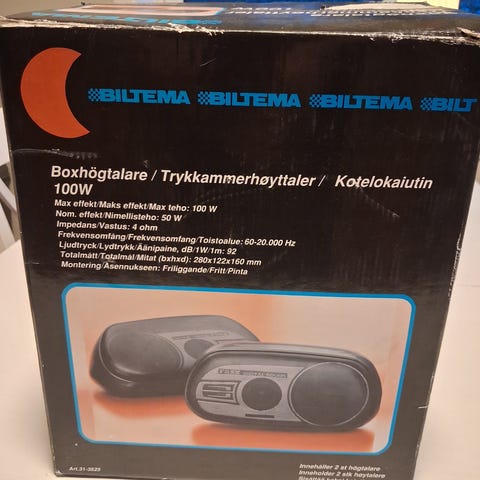 BILTEMA BILTEMA BILTEMA BILT
Boxhögtalare / Trykkammerhøyttaler / Kotelokaiutin
100W
Max effekt/Maks effekt/Max teho: 100 W
Nom. effekt/Nimellisteho: 50 W
Impedans/Vastus: 4 ohm
Frekvensomfång/Frekvensomfang/Toistoalue: 60-20.000 Hz
Ljudtryck/Lydtrykk/Äänipaine, dB/1W/1m: 92
Totalmått/Totalmål/Mitat (bxhxd): 280x122x160 mm
Montering/Asennukseen: Friliggande/Fritt/Pinta
Art.31-3523
Innehåller 2 st högtalare
Inneholder 2 stk høytalere